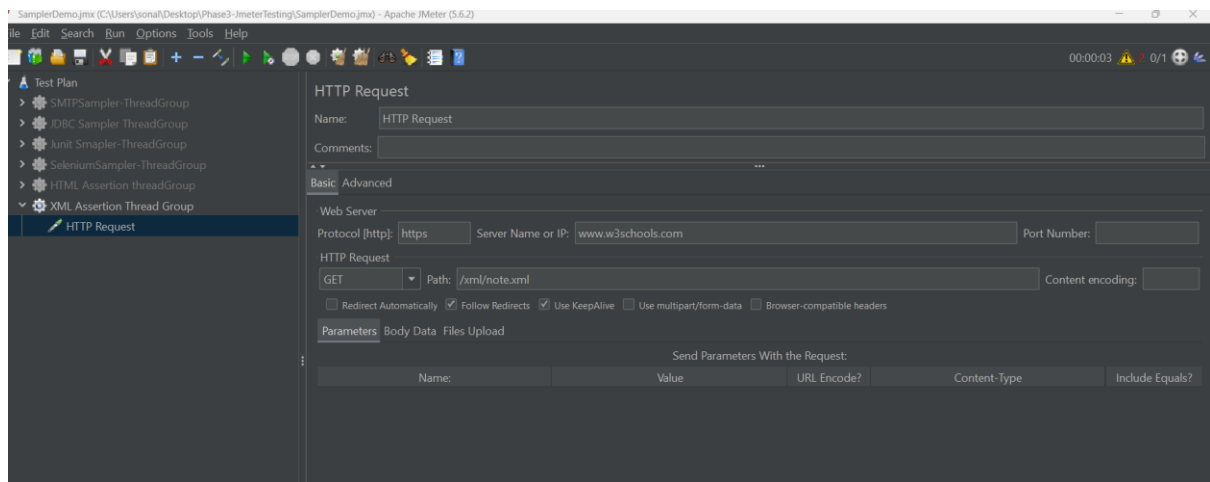 SamplerDemo.jmx (C:\Users\sonal\Desktop\Phase3-JmeterTesting\SamplerDemo.jmx) - Apache JMeter (5.6.2)
ile Edit Search Run Options Tools Help
00:00:03 2 0/1
Test Plan
SMTPSampler-ThreadGroup
JDBC Sampler ThreadGroup
Junit Smapler-ThreadGroup
SeleniumSampler-ThreadGroup
HTML Assertion threadGroup
XML Assertion Thread Group
HTTP Request
HTTP Request
Name: HTTP Request
Comments:
Basic Advanced
Web Server
Protocol [http]: https Server Name or IP: www.w3schools.com Port Number:
HTTP Request
GET Path: /xml/note.xml Content encoding:
Redirect Automatically Follow Redirects Use KeepAlive Use multipart/form-data Browser-compatible headers
Parameters Body Data Files Upload
Send Parameters With the Request:
Name: Value URL Encode? Content-Type Include Equals?